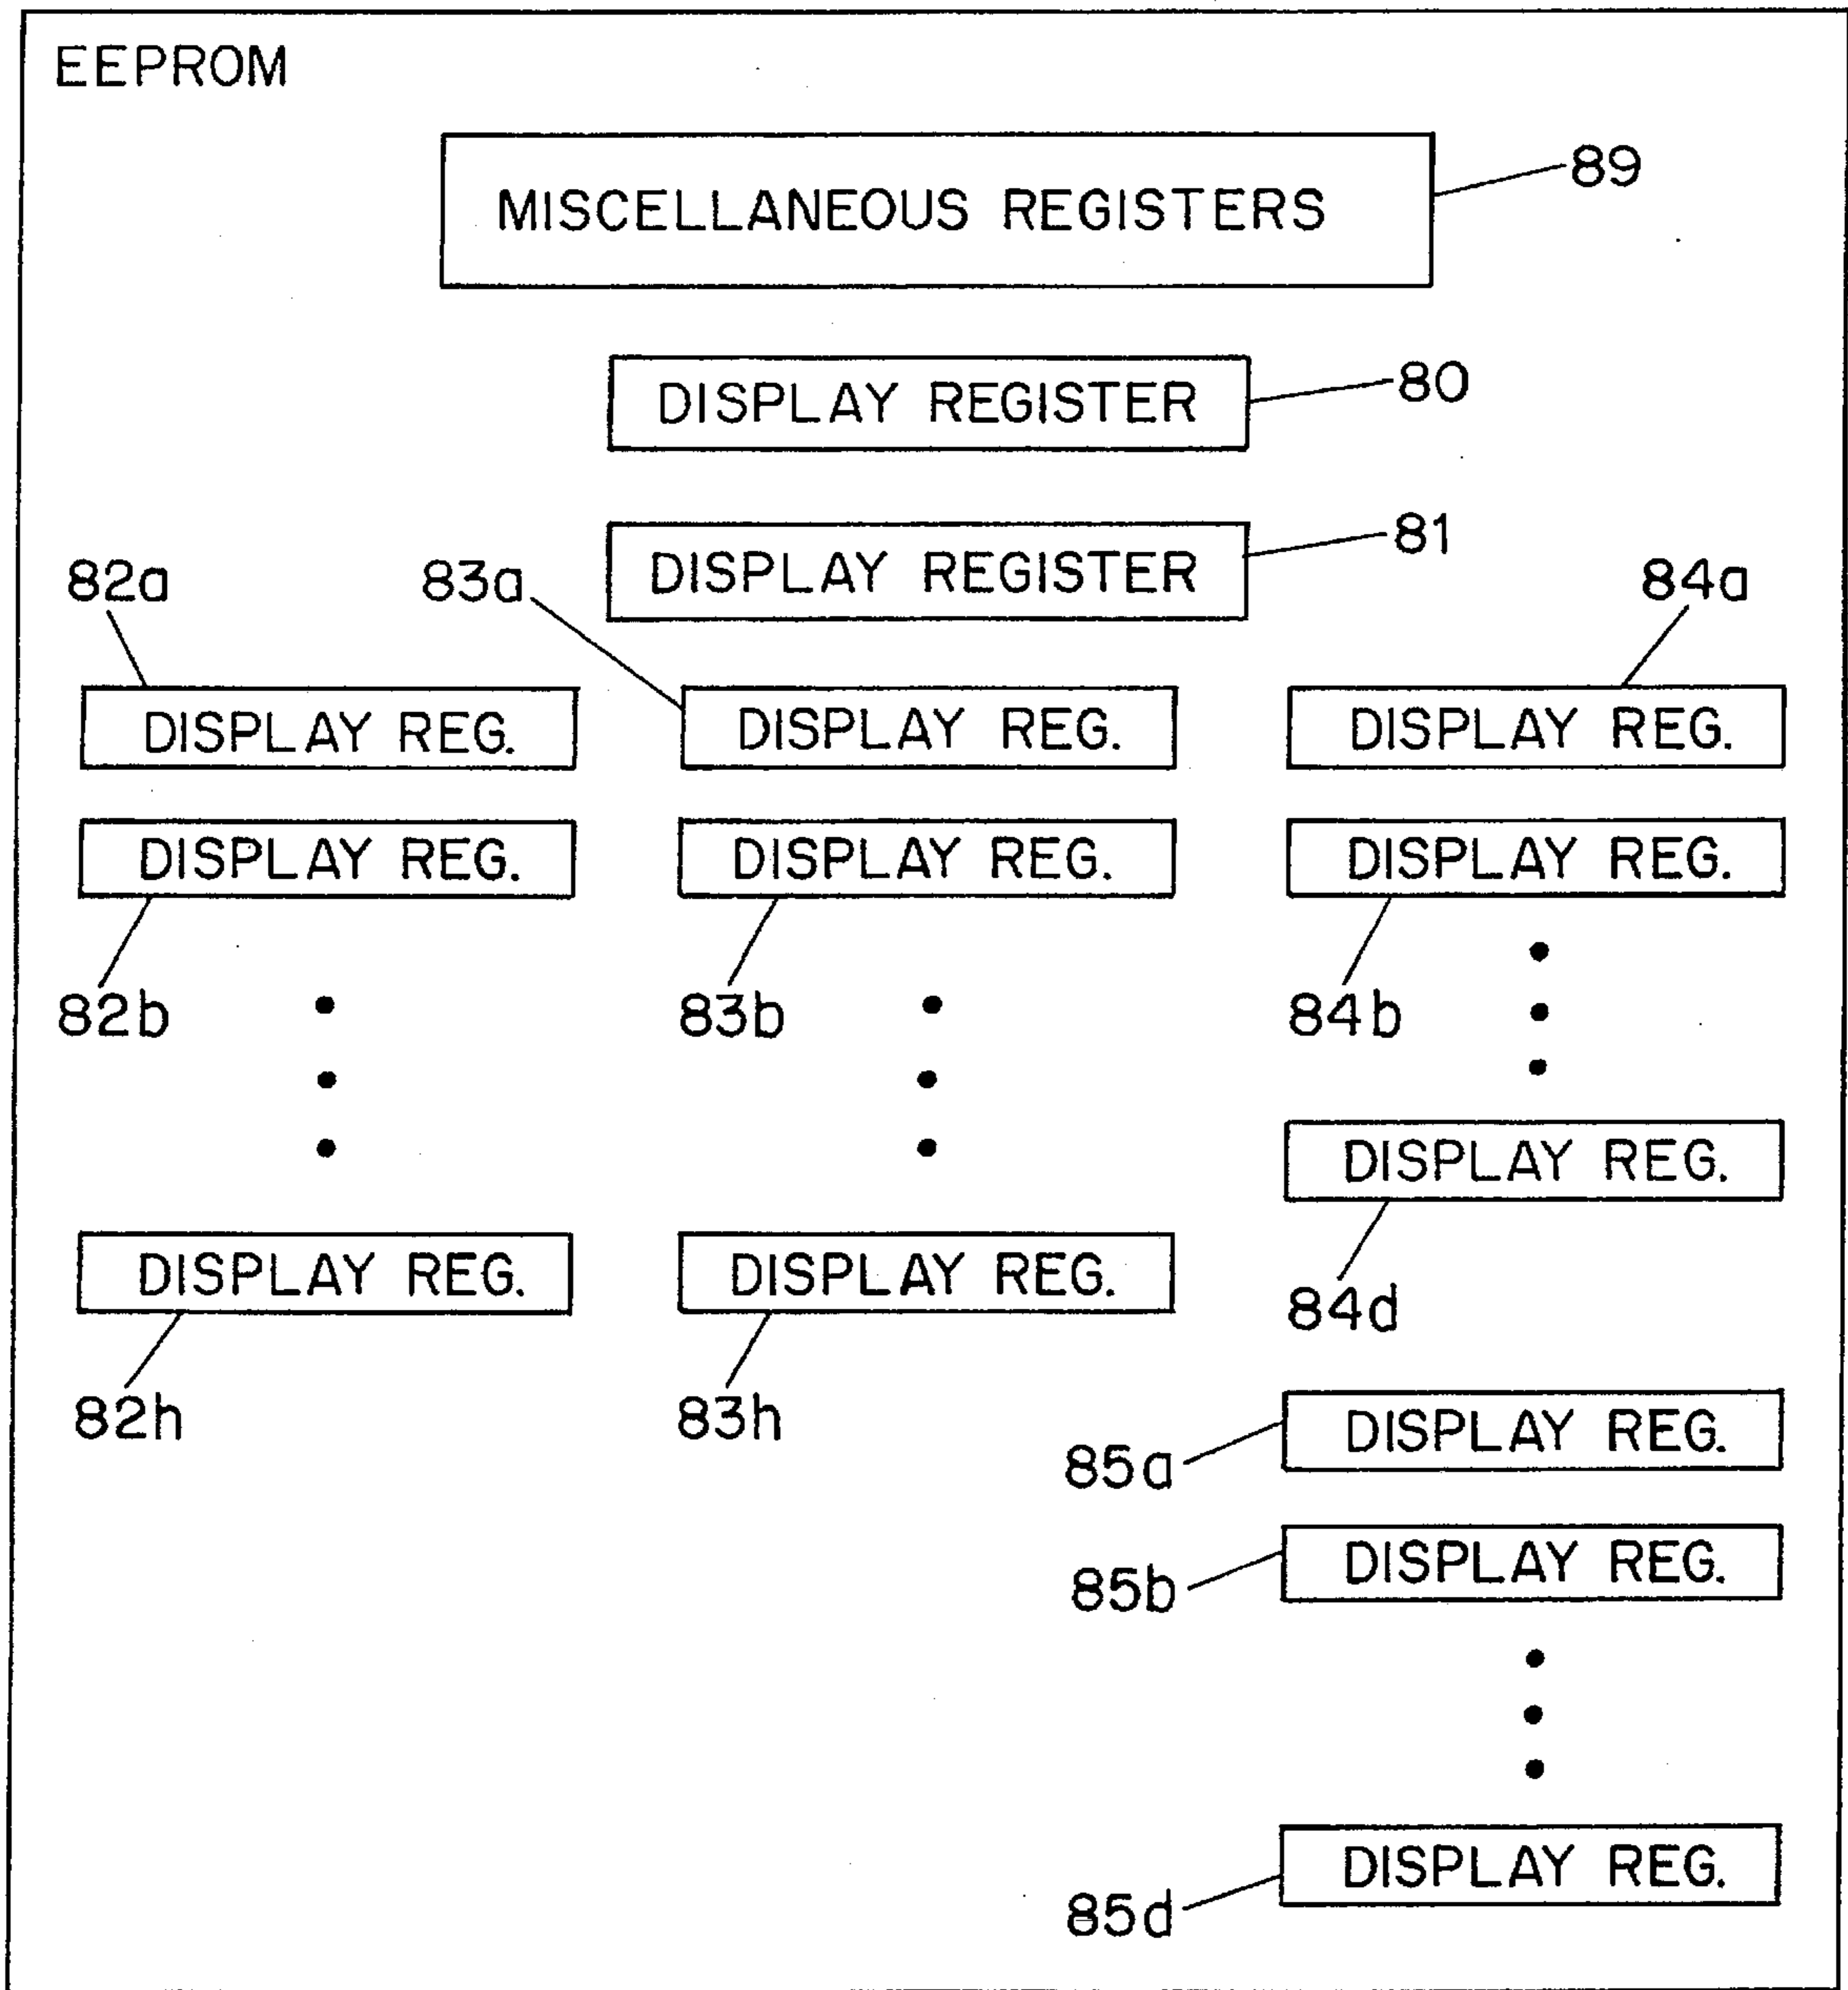 EEPROM
MISCELLANEOUS REGISTERS
89
DISPLAY REGISTER
80
DISPLAY REGISTER
81
82a
83a
84a
DISPLAY REG.
DISPLAY REG.
DISPLAY REG.
DISPLAY REG.
DISPLAY REG.
DISPLAY REG.
82b
83b
84b
DISPLAY REG.
84d
DISPLAY REG.
DISPLAY REG.
82h
83h
DISPLAY REG.
85a
DISPLAY REG.
85b
DISPLAY REG.
85d